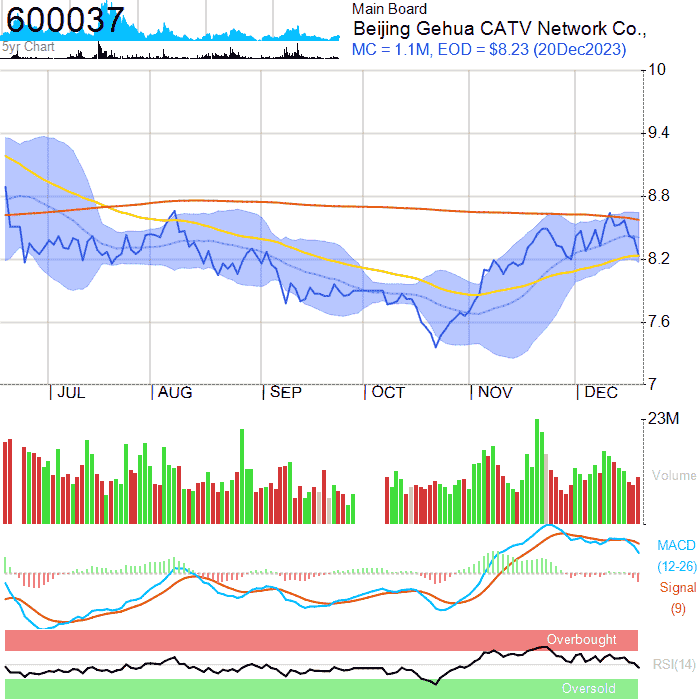 600037
5yr Chart
Main Board
Beijing Gehua CATV Network Co.,
MC = 1.1M, EOD = $8.23 (20Dec2023)
10
9.4
8.8
8.2
7.6
7
JUL AUG SEP OCT NOV DEC
23M
Volume
MACD
(12-26)
Signal
(9)
Overbought
RSI(14)
Oversold